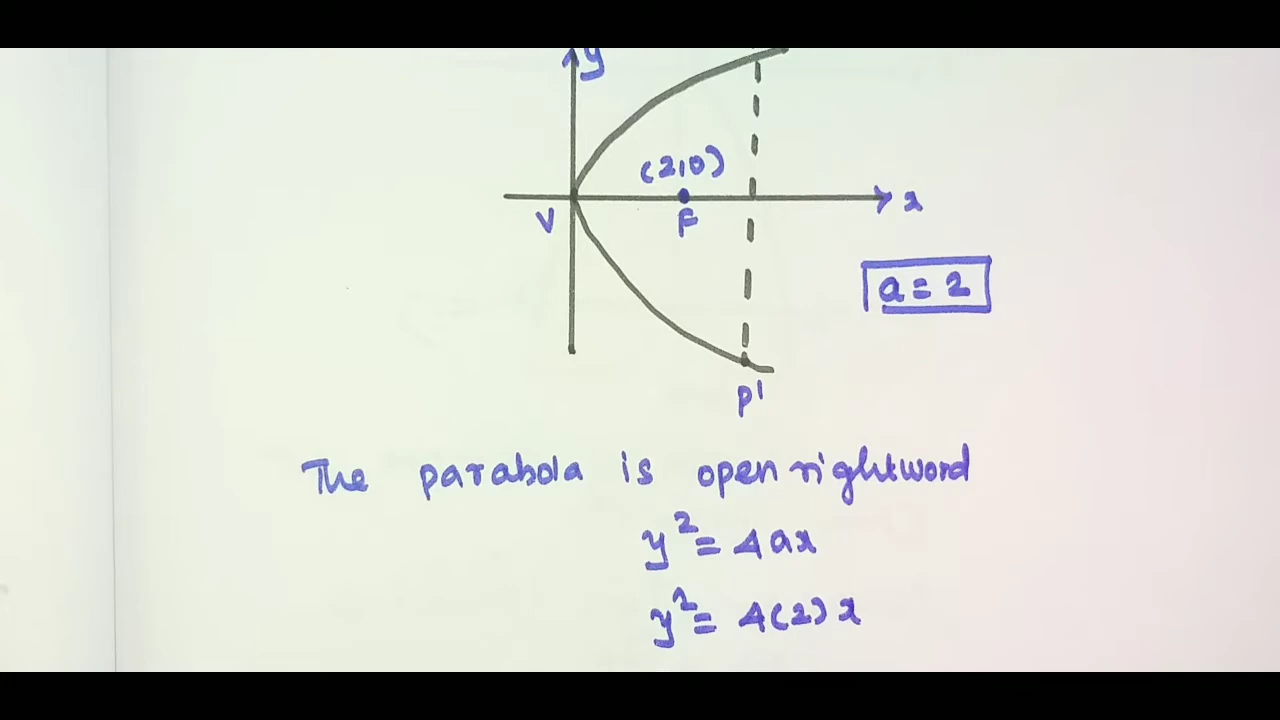 y
(2,0)
V
F
x
a = 2
P'
The parabola is open rightword
y² = 4ax
y² = 4(2)x